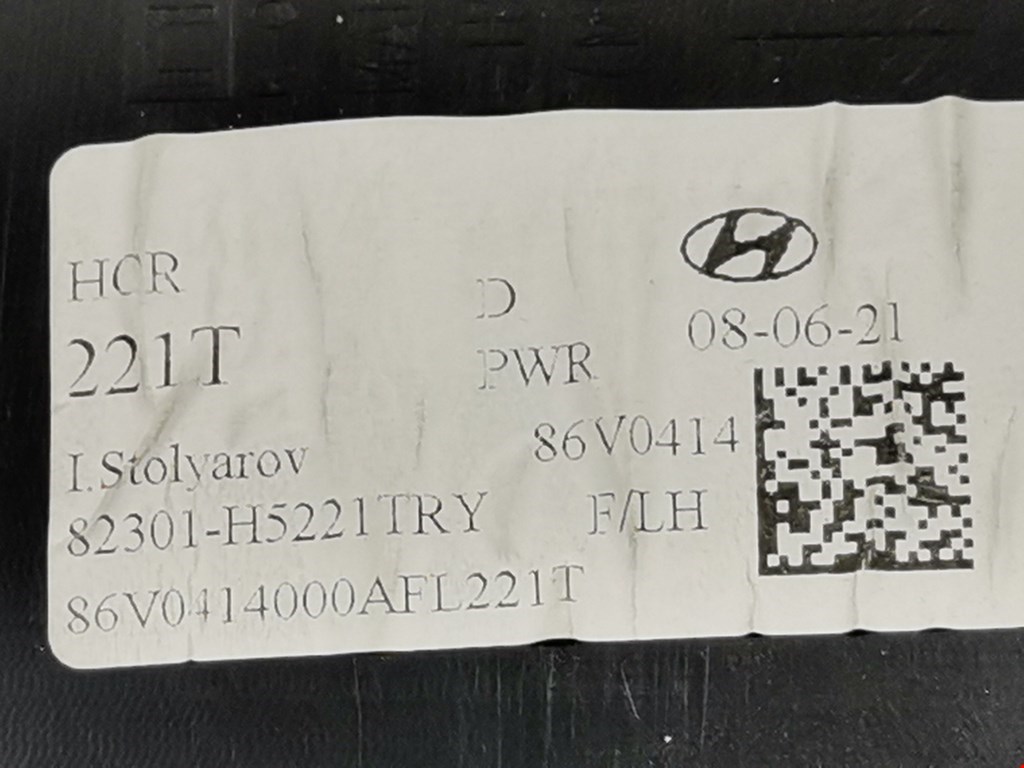 HCR
D
08-06-21
221T
PWR
86V0414
I.Stolyarov
82301-H5221TRY F/LH
86V0414000AFL221T